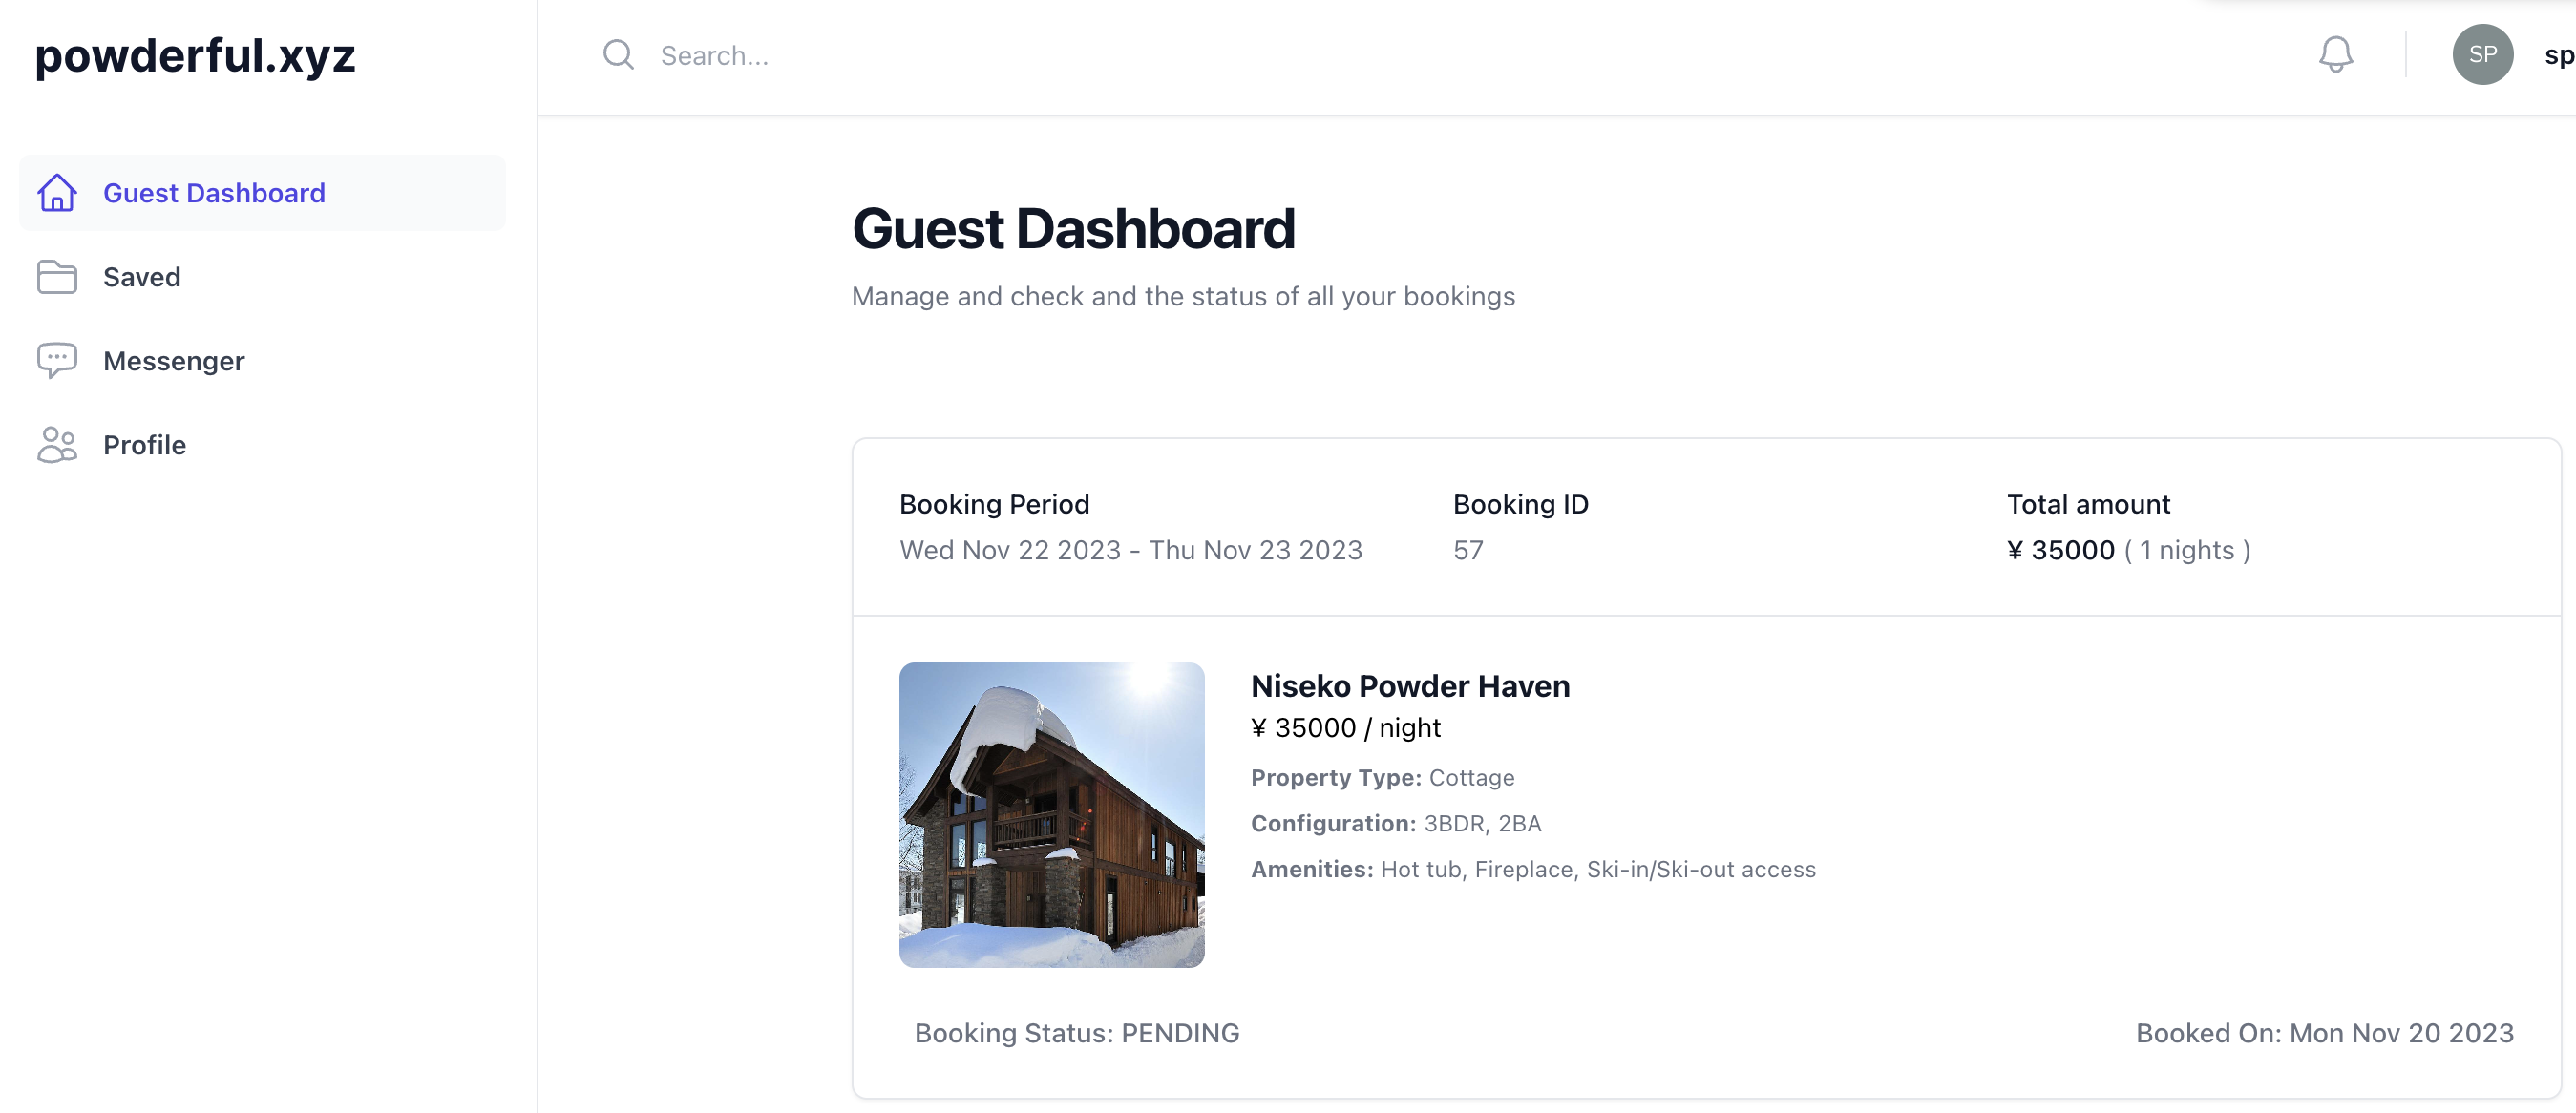 powderful.xyz
Search...
SP
sp
Guest Dashboard
Saved
Messenger
Profile
Guest Dashboard
Manage and check and the status of all your bookings
Booking Period
Wed Nov 22 2023 - Thu Nov 23 2023
Booking ID
57
Total amount
¥ 35000 ( 1 nights )
Niseko Powder Haven
¥ 35000 / night
Property Type: Cottage
Configuration: 3BDR, 2BA
Amenities: Hot tub, Fireplace, Ski-in/Ski-out access
Booking Status: PENDING
Booked On: Mon Nov 20 2023